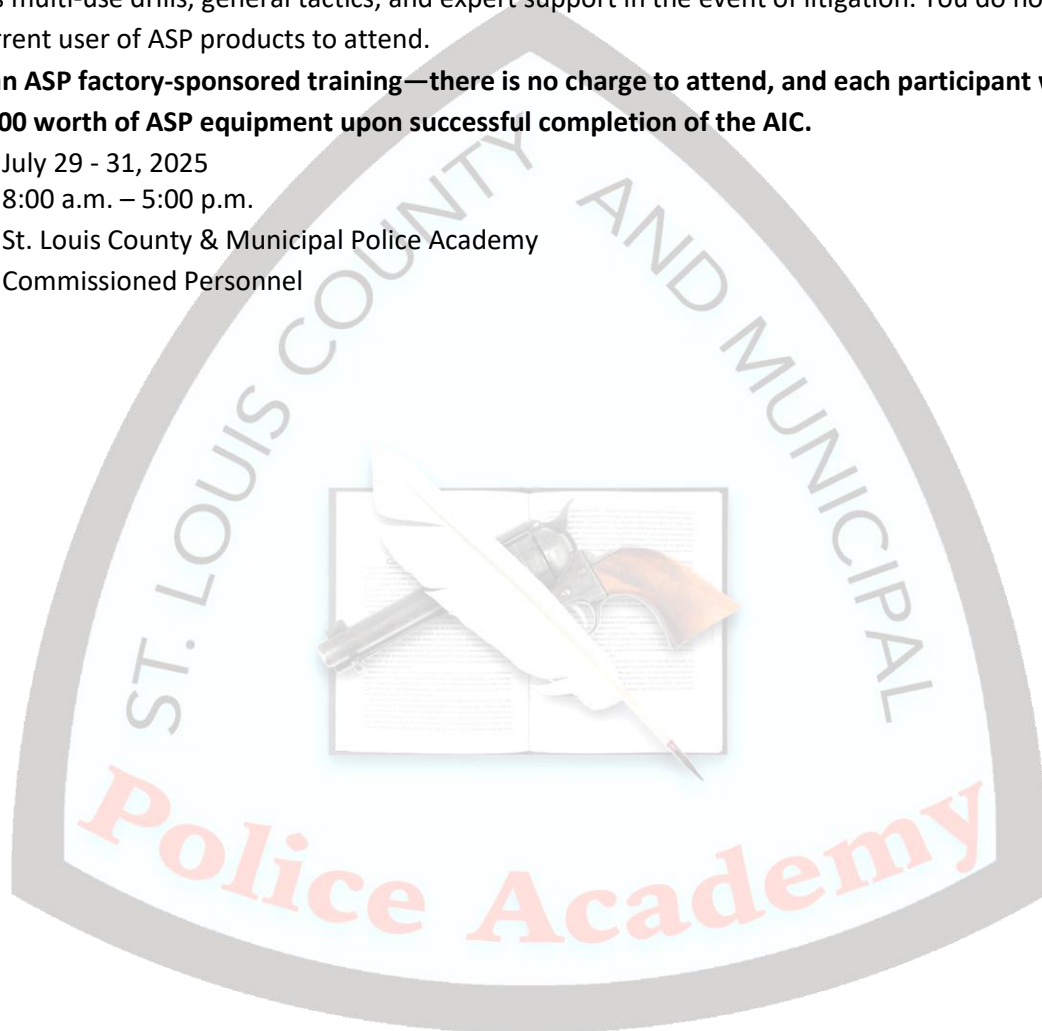 multi-use drills, general tactics, and expert support in the event of litigation. You do no
rrent user of ASP products to attend.
n ASP factory-sponsored training—there is no charge to attend, and each participant
00 worth of ASP equipment upon successful completion of the AIC.
July 29 - 31, 2025
8:00 a.m. – 5:00 p.m.
St. Louis County & Municipal Police Academy
Commissioned Personnel
ST. LOUIS COUNTY AND MUNICIPAL
Police Academy